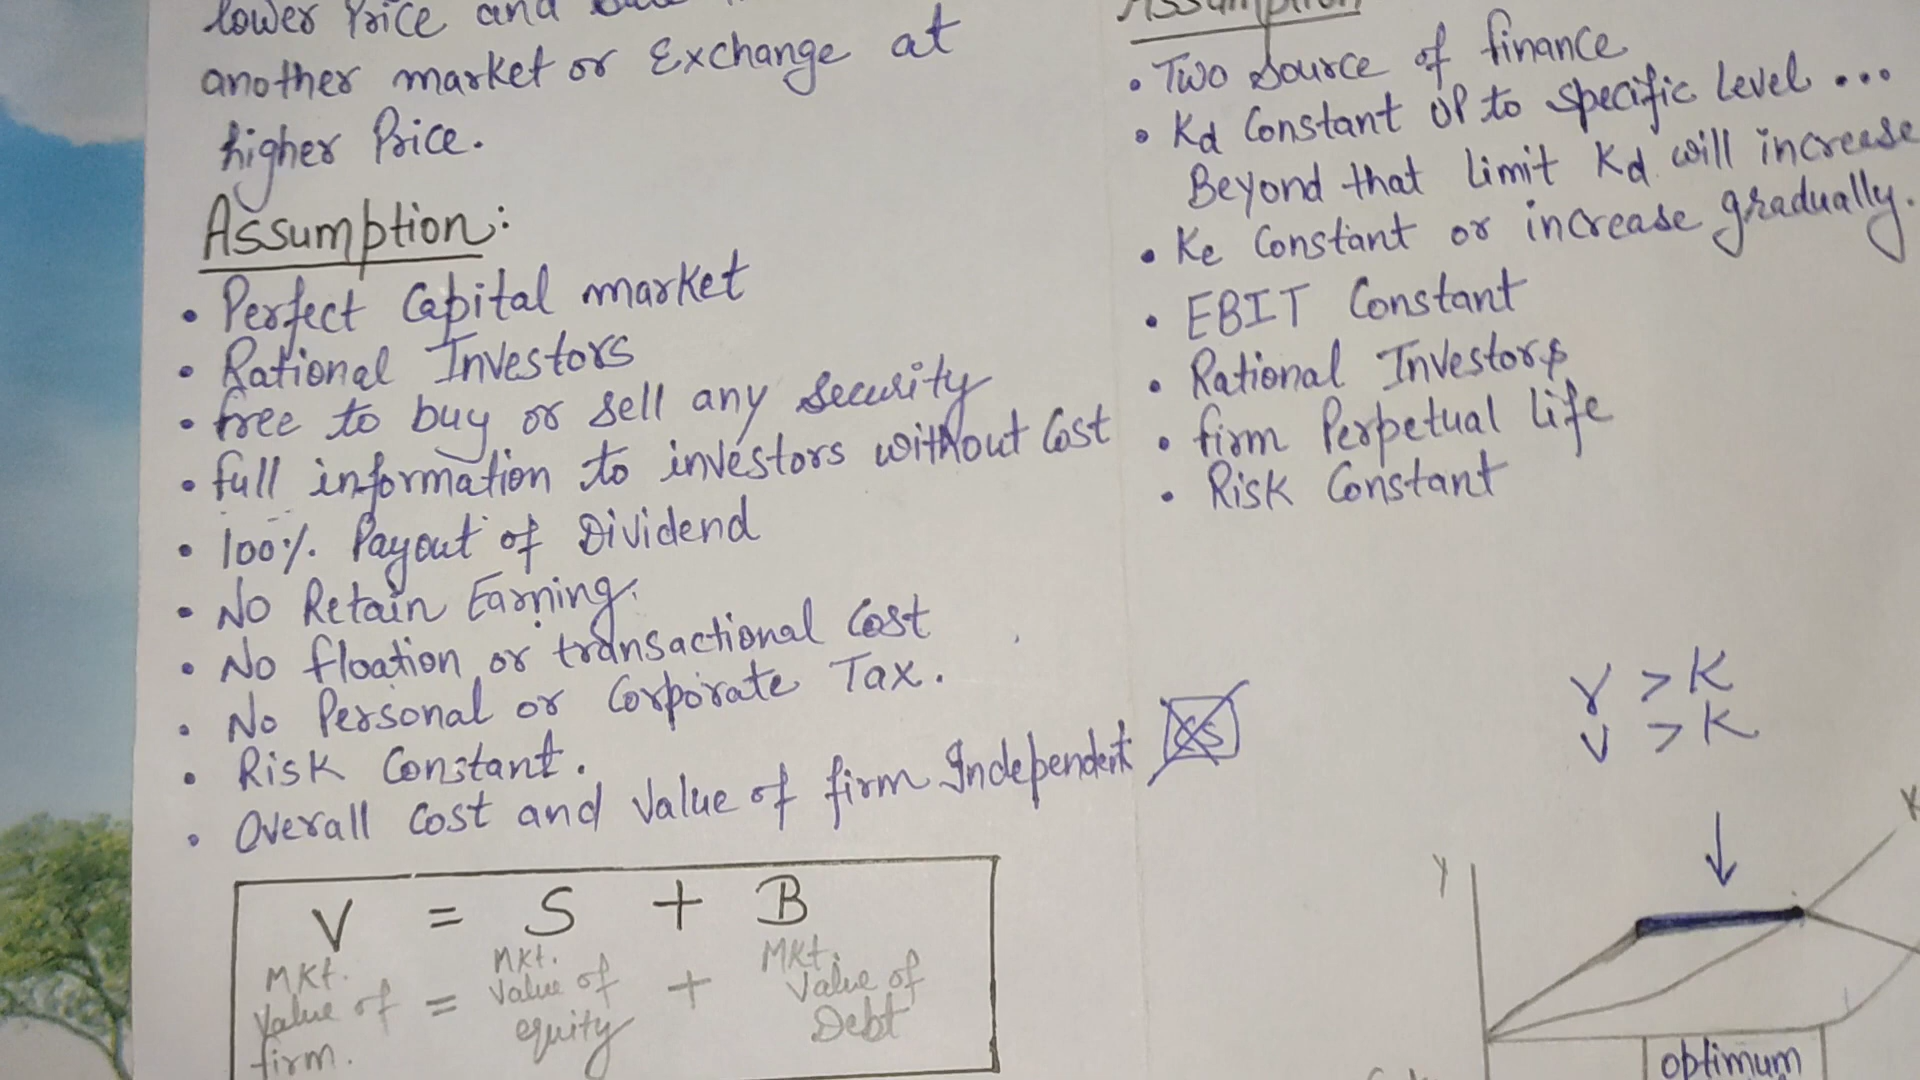 lower Price and
another market or Exchange at
higher Price.
Assumption:
• Perfect Capital market
• Rational Investors
• free to buy or sell any security
• full information to investors without Cost
• 100% Payout of Dividend
• No Retain Earning.
• No floation or transactional Cost
• No Personal or Corporate Tax.
• Risk Constant.
• Overall Cost and Value of firm Independent CS
V = S + B
Mkt. Value of firm. = Mkt. Value of equity + Mkt. Value of Debt
Assumption
• Two Source of finance
• Kd Constant UP to specific Level ...
Beyond that limit Kd will increase
• Ke Constant or increase gradually.
• EBIT Constant
• Rational Investors
• firm Perpetual life
• Risk Constant
Y > K
V > K
Y
K
optimum